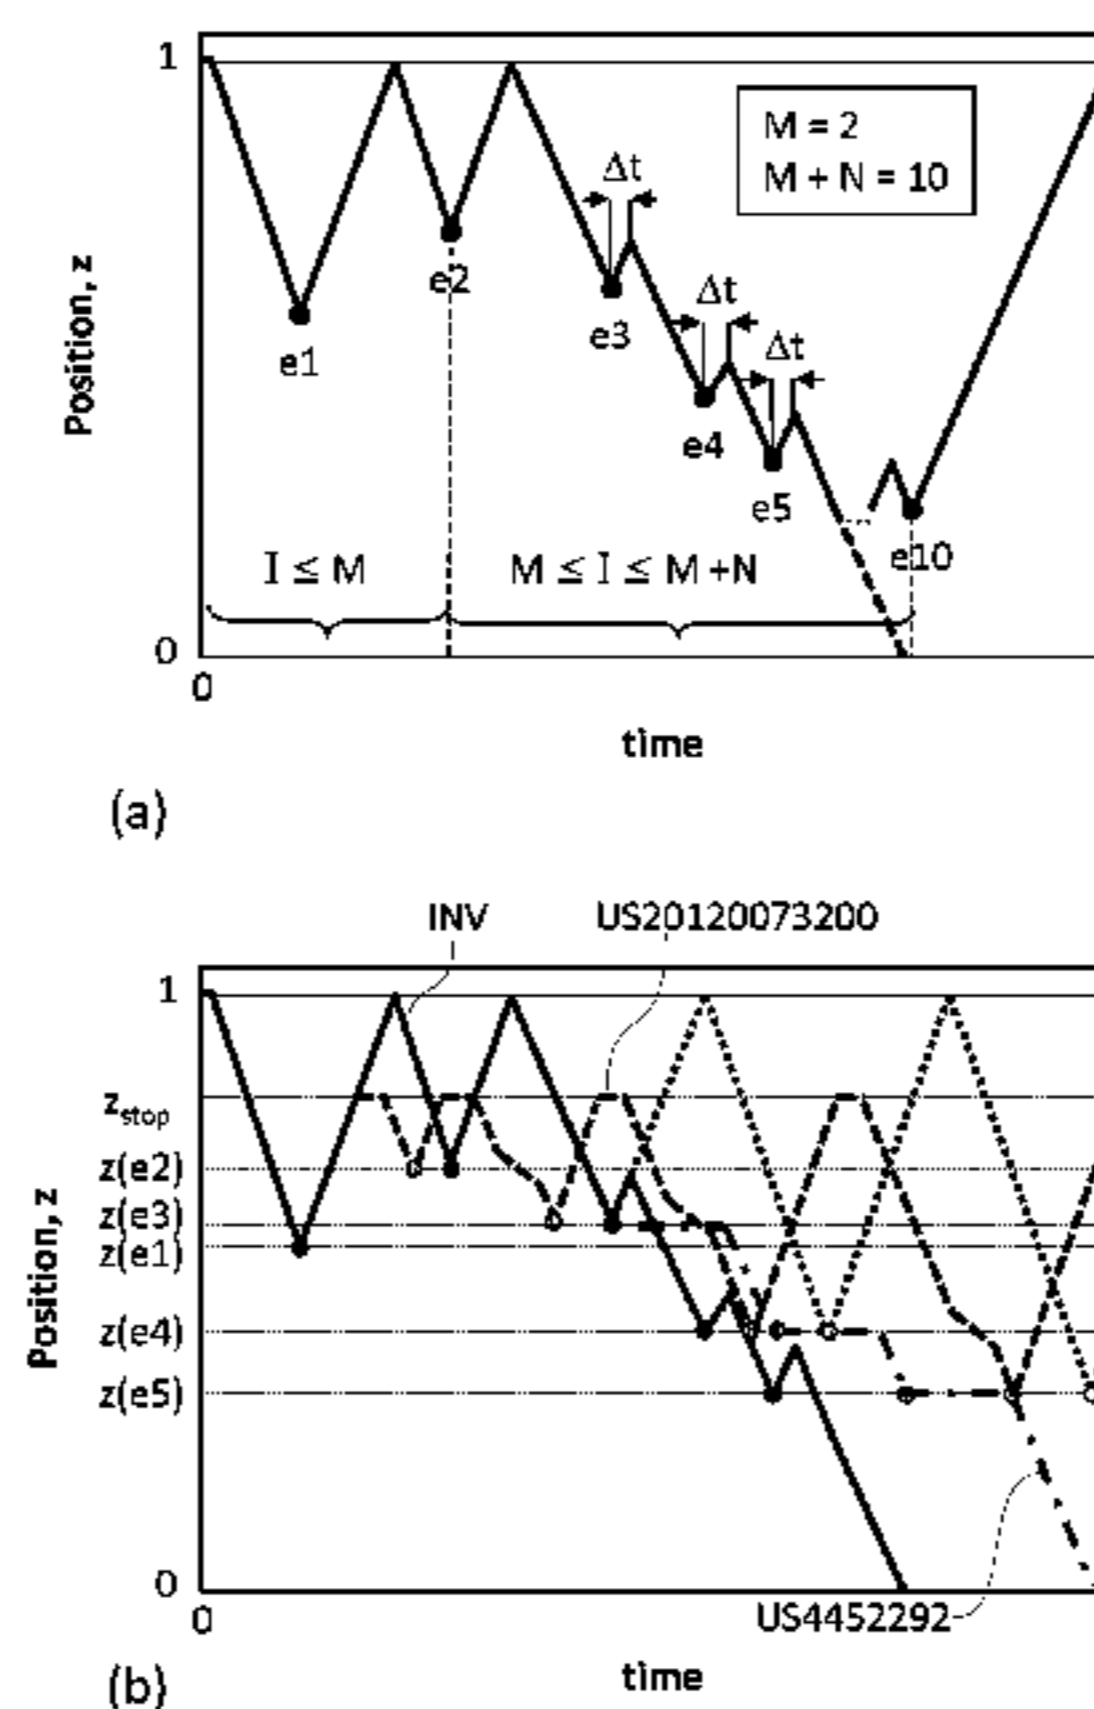 1
M = 2
M + N = 10
Δt
Δt
Δt
e1
e2
e3
e4
e5
e10
I ≤ M
M ≤ I ≤ M +N
Position, z
0
0
time
(a)
INV
US20120073200
1
z_stop
z(e2)
z(e3)
z(e1)
z(e4)
z(e5)
Position, z
0
0
US4452292
time
(b)